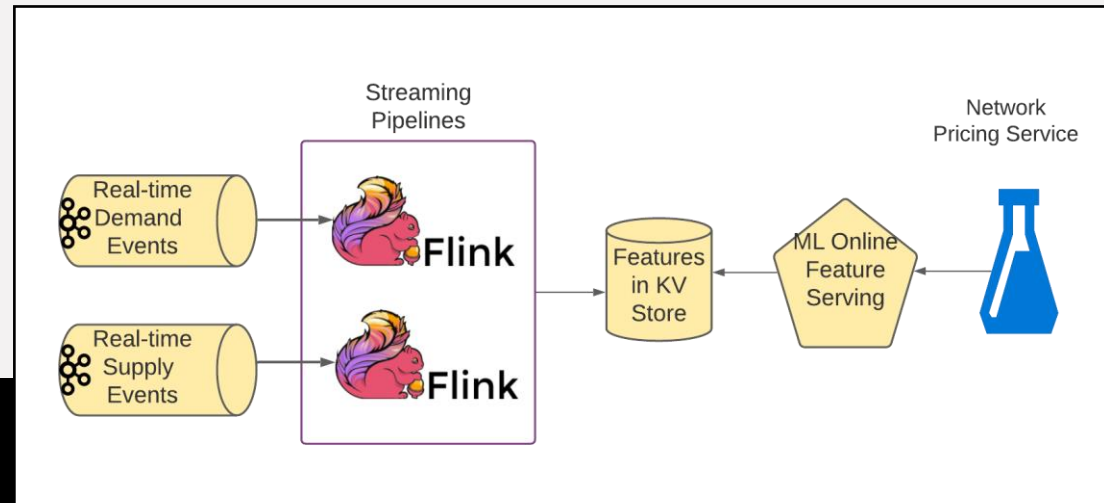 Streaming
Pipelines
Network
Pricing Service
Real-time
Demand
Events
Flink
Features
in KV
Store
ML Online
Feature
Serving
Real-time
Supply
Events
Flink